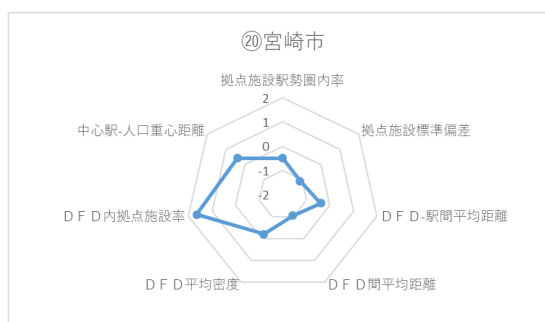 ⑳宮崎市
拠点施設駅勢圏内率
2
中心駅-人口重心距離
1
拠点施設標準偏差
0
-1
-2
ＤＦＤ内拠点施設率
ＤＦＤ-駅間平均距離
ＤＦＤ平均密度
ＤＦＤ間平均距離